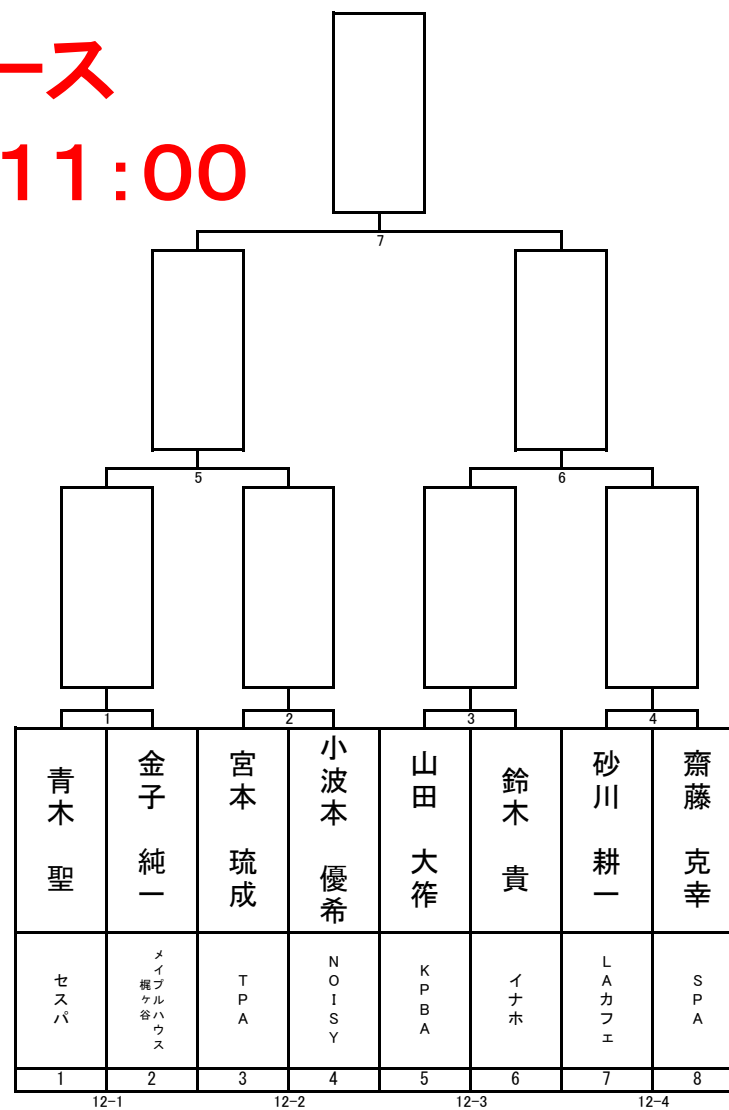 ース
11:00
7
5
6
1
2
3
4
青木 聖
金子 純一
宮本 琉成
小波本 優希
山田 大筰
鈴木 貴
砂川 耕一
齋藤 克幸
セスパ
メイプルハウス
梶ヶ谷
TPA
NOISY
KPBA
イナホ
LAカフェ
SPA
1
2
3
4
5
6
7
8
12-1
12-2
12-3
12-4